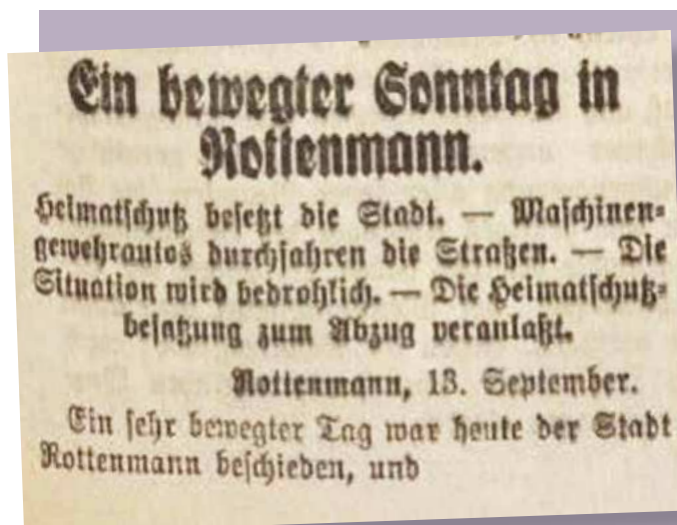 Ein bewegter Sonntag in
Rottenmann.
Heimatschutz besetzt die Stadt. — Maschinen-
gewehrautos durchfahren die Straßen. — Die
Situation wird bedrohlich. — Die Heimatschutz-
besatzung zum Abzug veranlaßt.
Rottenmann, 13. September.
Ein sehr bewegter Tag war heute der Stadt
Rottenmann beschieden, und